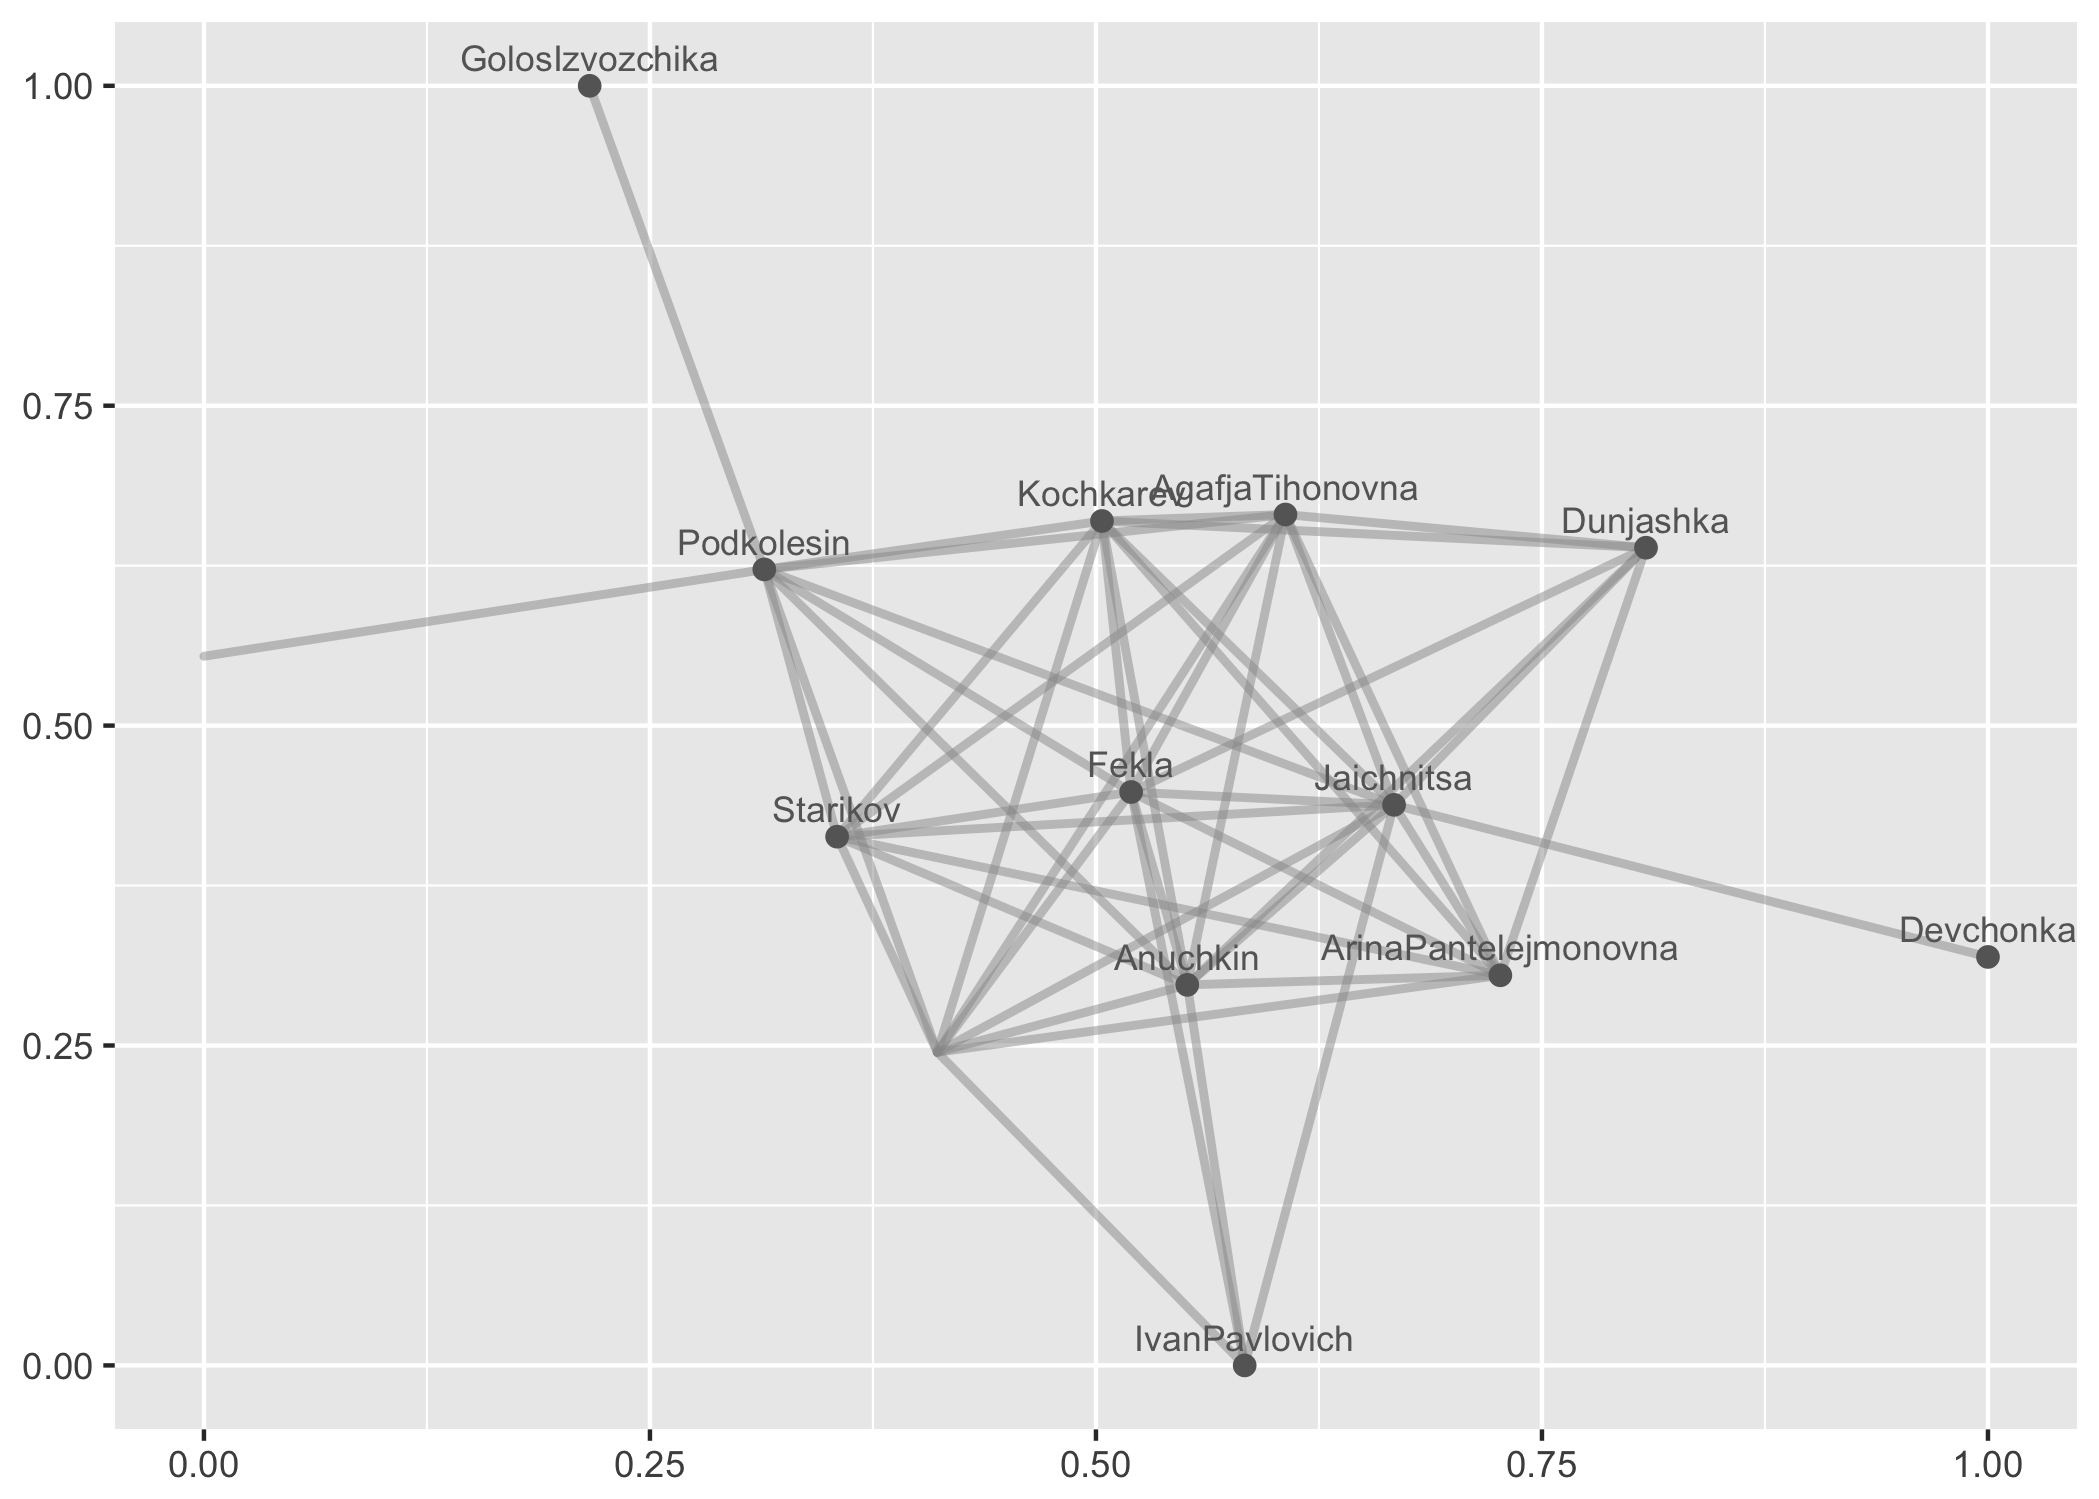 GolosIzvozchika
1.00
0.75
Kochkarev
AgafjaTihonovna
Dunjashka
Podkolesin
0.50
Fekla
Jaichnitsa
Starikov
Devchonka
ArinaPantelejmonovna
Anuchkin
0.25
IvanPavlovich
0.00
0.00 0.25 0.50 0.75 1.00